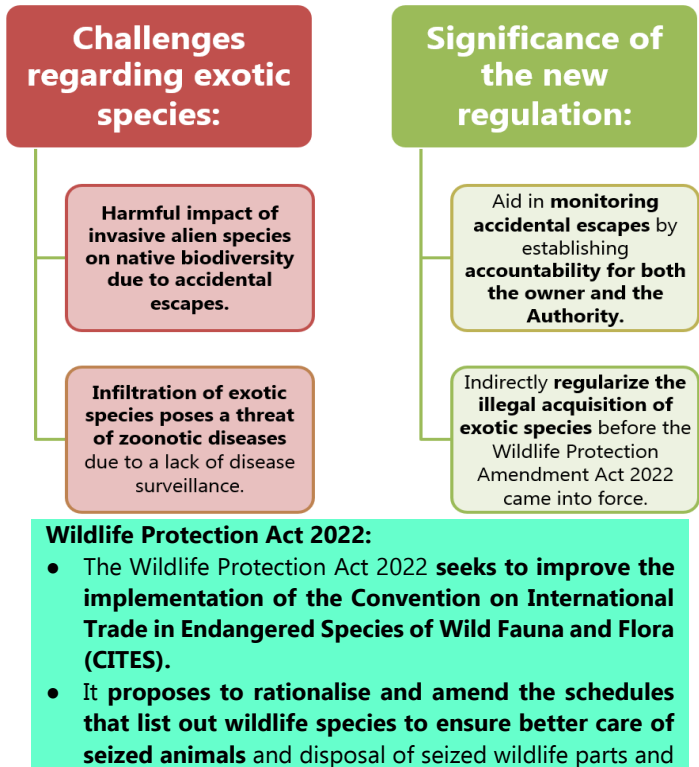 Challenges
regarding exotic
species:
Harmful impact of
invasive alien species
on native biodiversity
due to accidental
escapes.
Infiltration of exotic
species poses a threat
of zoonotic diseases
due to a lack of disease
surveillance.
Significance of
the new
regulation:
Aid in monitoring
accidental escapes by
establishing
accountability for both
the owner and the
Authority.
Indirectly regularize the
illegal acquisition of
exotic species before the
Wildlife Protection
Amendment Act 2022
came into force.
Wildlife Protection Act 2022:
● The Wildlife Protection Act 2022 seeks to improve the
implementation of the Convention on International
Trade in Endangered Species of Wild Fauna and Flora
(CITES).
● It proposes to rationalise and amend the schedules
that list out wildlife species to ensure better care of
seized animals and disposal of seized wildlife parts and